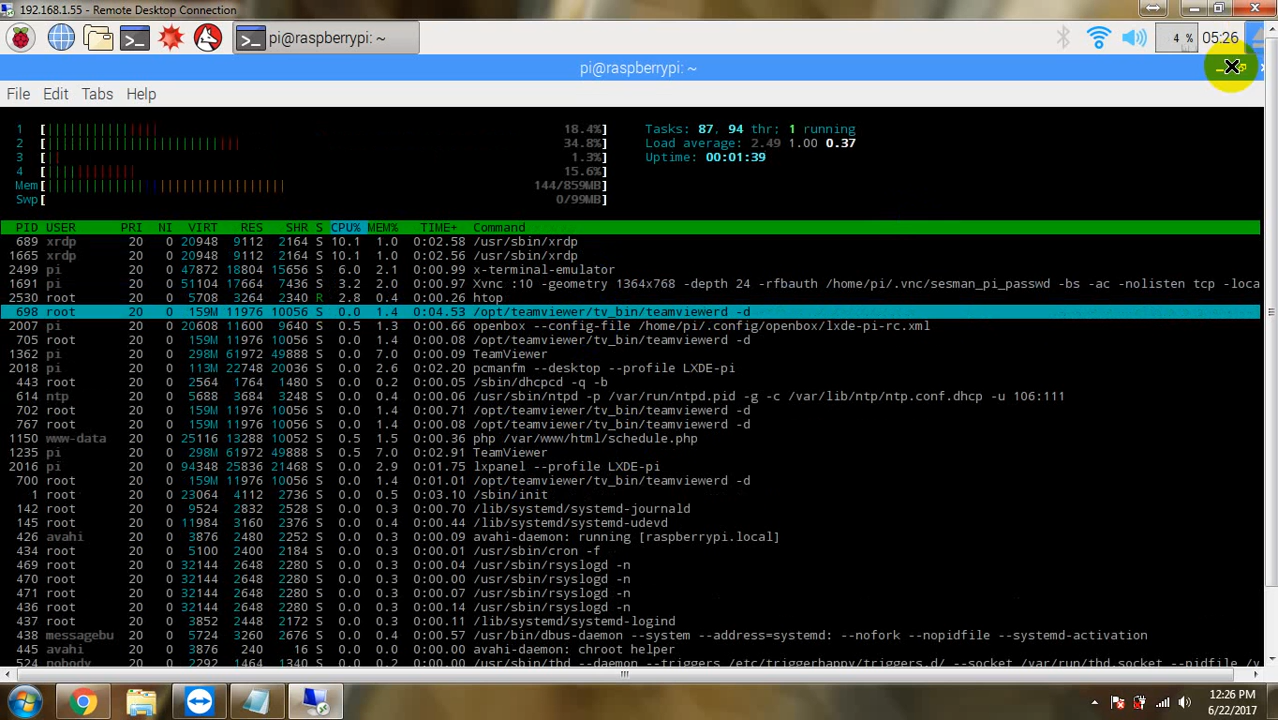 192.168.1.55 - Remote Desktop Connection
pi@raspberrypi: ~
4 %
05:26
pi@raspberrypi: ~
File Edit Tabs Help
1 [ 18.4%] Tasks: 87, 94 thr; 1 running
2 [ 34.8%] Load average: 2.49 1.00 0.37
3 [ 1.3%] Uptime: 00:01:39
4 [ 15.6%]
Mem[ 144/859MB]
Swp[ 0/99MB]
PID USER PRI NI VIRT RES SHR S CPU% MEM% TIME+ Command
689 xrdp 20 0 20948 9112 2164 S 10.1 1.0 0:02.58 /usr/sbin/xrdp
1665 xrdp 20 0 20948 9112 2164 S 10.1 1.0 0:02.56 /usr/sbin/xrdp
2499 pi 20 0 47872 18804 15656 S 6.0 2.1 0:00.99 x-terminal-emulator
1691 pi 20 0 51104 17664 7436 S 3.2 2.0 0:00.97 Xvnc :10 -geometry 1364x768 -depth 24 -rfbauth /home/pi/.vnc/sesman_pi_passwd -bs -ac -nolisten tcp -loca
2530 root 20 0 5708 3264 2340 R 2.8 0.4 0:00.26 htop
698 root 20 0 159M 11976 10056 S 0.0 1.4 0:04.53 /opt/teamviewer/tv_bin/teamviewerd -d
2007 pi 20 0 20608 11600 9640 S 0.5 1.3 0:00.66 openbox --config-file /home/pi/.config/openbox/lxde-pi-rc.xml
705 root 20 0 159M 11976 10056 S 0.0 1.4 0:00.08 /opt/teamviewer/tv_bin/teamviewerd -d
1362 pi 20 0 298M 61972 49888 S 0.0 7.0 0:00.09 TeamViewer
2018 pi 20 0 113M 22748 20036 S 0.0 2.6 0:02.20 pcmanfm --desktop --profile LXDE-pi
443 root 20 0 2564 1764 1480 S 0.0 0.2 0:00.05 /sbin/dhcpcd -q -b
614 ntp 20 0 5688 3684 3248 S 0.0 0.4 0:00.06 /usr/sbin/ntpd -p /var/run/ntpd.pid -g -c /var/lib/ntp/ntp.conf.dhcp -u 106:111
702 root 20 0 159M 11976 10056 S 0.0 1.4 0:00.71 /opt/teamviewer/tv_bin/teamviewerd -d
767 root 20 0 159M 11976 10056 S 0.0 1.4 0:00.08 /opt/teamviewer/tv_bin/teamviewerd -d
1150 www-data 20 0 25116 13288 10052 S 0.5 1.5 0:00.36 php /var/www/html/schedule.php
1235 pi 20 0 298M 61972 49888 S 0.5 7.0 0:02.91 TeamViewer
2016 pi 20 0 94348 25836 21468 S 0.0 2.9 0:01.75 lxpanel --profile LXDE-pi
700 root 20 0 159M 11976 10056 S 0.0 1.4 0:01.01 /opt/teamviewer/tv_bin/teamviewerd -d
1 root 20 0 23064 4112 2736 S 0.0 0.5 0:03.10 /sbin/init
142 root 20 0 9524 2832 2528 S 0.0 0.3 0:00.70 /lib/systemd/systemd-journald
145 root 20 0 11984 3160 2376 S 0.0 0.4 0:00.44 /lib/systemd/systemd-udevd
426 avahi 20 0 3876 2480 2252 S 0.0 0.3 0:00.09 avahi-daemon: running [raspberrypi.local]
434 root 20 0 5100 2400 2184 S 0.0 0.3 0:00.01 /usr/sbin/cron -f
469 root 20 0 32144 2648 2280 S 0.0 0.3 0:00.04 /usr/sbin/rsyslogd -n
470 root 20 0 32144 2648 2280 S 0.0 0.3 0:00.00 /usr/sbin/rsyslogd -n
471 root 20 0 32144 2648 2280 S 0.0 0.3 0:00.07 /usr/sbin/rsyslogd -n
436 root 20 0 32144 2648 2280 S 0.0 0.3 0:00.14 /usr/sbin/rsyslogd -n
437 root 20 0 3852 2448 2200 S 0.0 0.3 0:00.11 /lib/systemd/systemd-logind
438 messagebu 20 0 5724 3260 2676 S 0.0 0.4 0:00.57 /usr/bin/dbus-daemon --system --address=systemd: --nofork --nopidfile --systemd-activation
449 avahi 20 0 3876 240 16 S 0.0 0.0 0:00.00 avahi-daemon: chroot helper
524 nobody 20 0 2292 1464 1340 S 0.0 0.2 0:00.00 /usr/sbin/thd --daemon --triggers /etc/triggerhappy/triggers.d/ --socket /var/run/thd.socket --pidfile /v
12:26 PM
6/22/2017